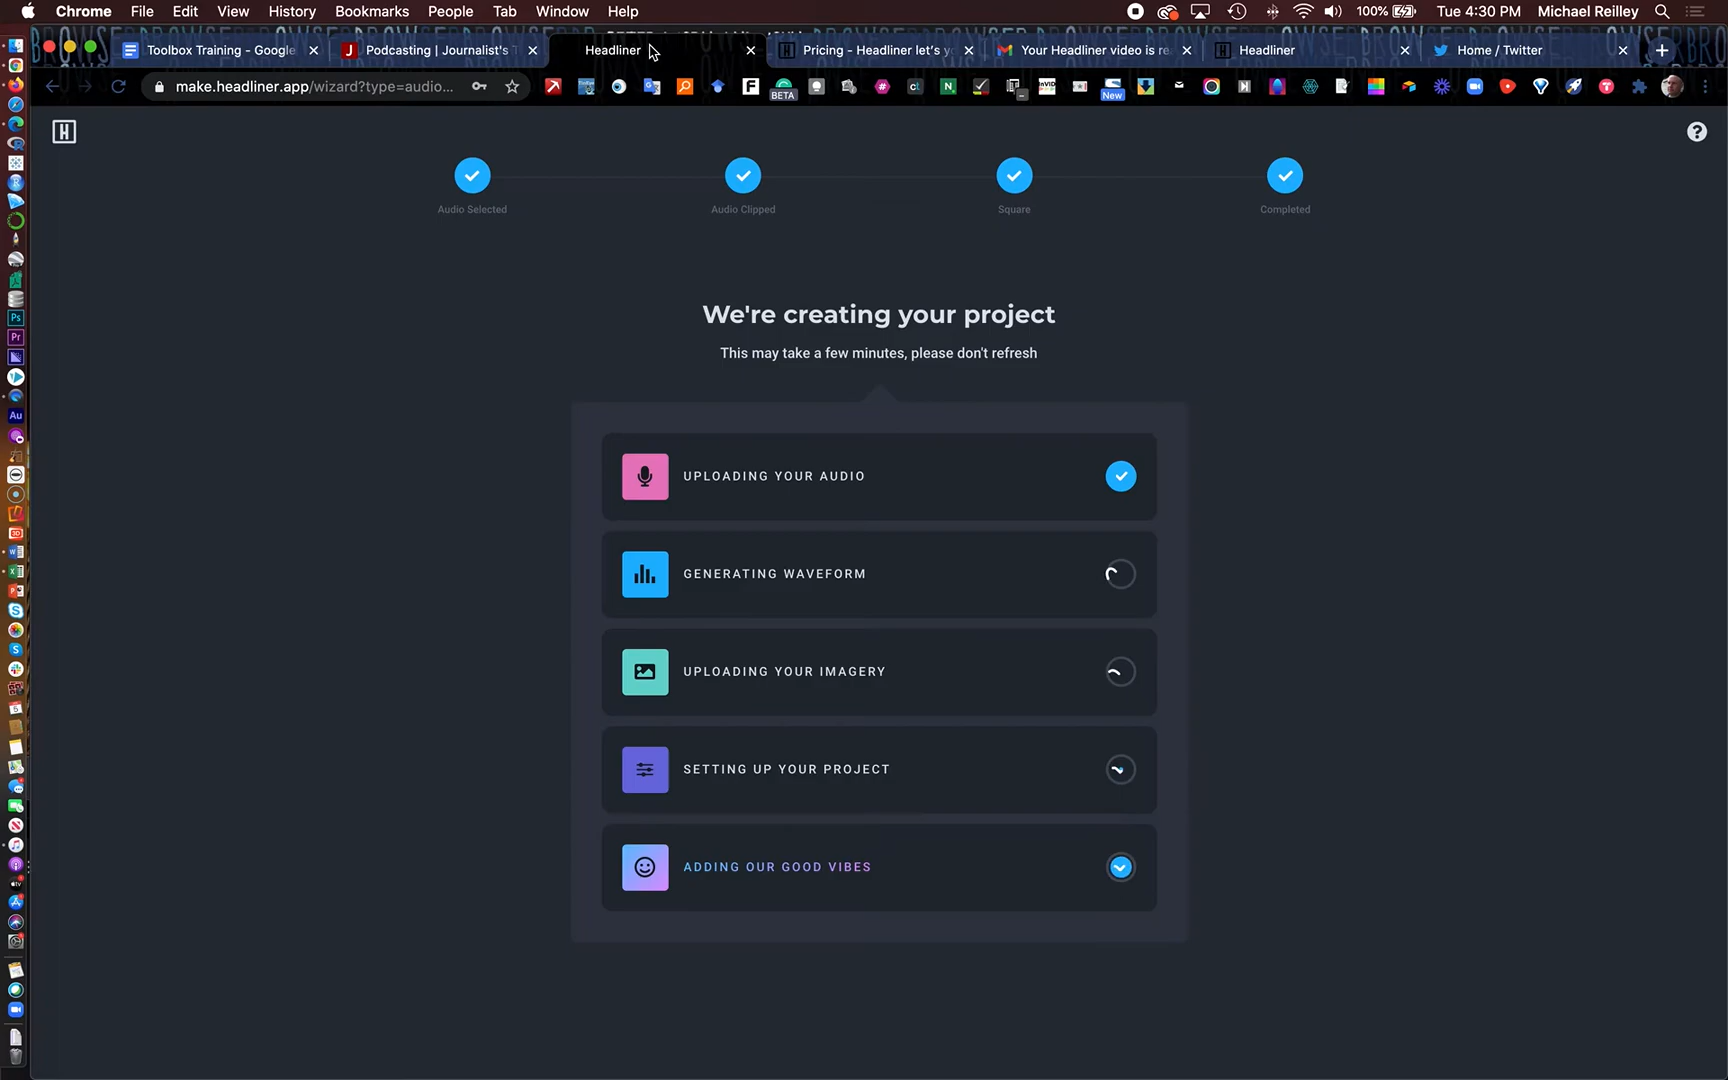 Chrome File Edit View History Bookmarks People Tab Window Help 100% Tue 4:30 PM Michael Reilley
Toolbox Training - Google Podcasting | Journalist's T Headliner Pricing - Headliner let's yo Your Headliner video is re Headliner Home / Twitter
make.headliner.app/wizard?type=audio... BETA New
Audio Selected Audio Clipped Square Completed
We're creating your project
This may take a few minutes, please don't refresh
UPLOADING YOUR AUDIO
GENERATING WAVEFORM
UPLOADING YOUR IMAGERY
SETTING UP YOUR PROJECT
ADDING OUR GOOD VIBES